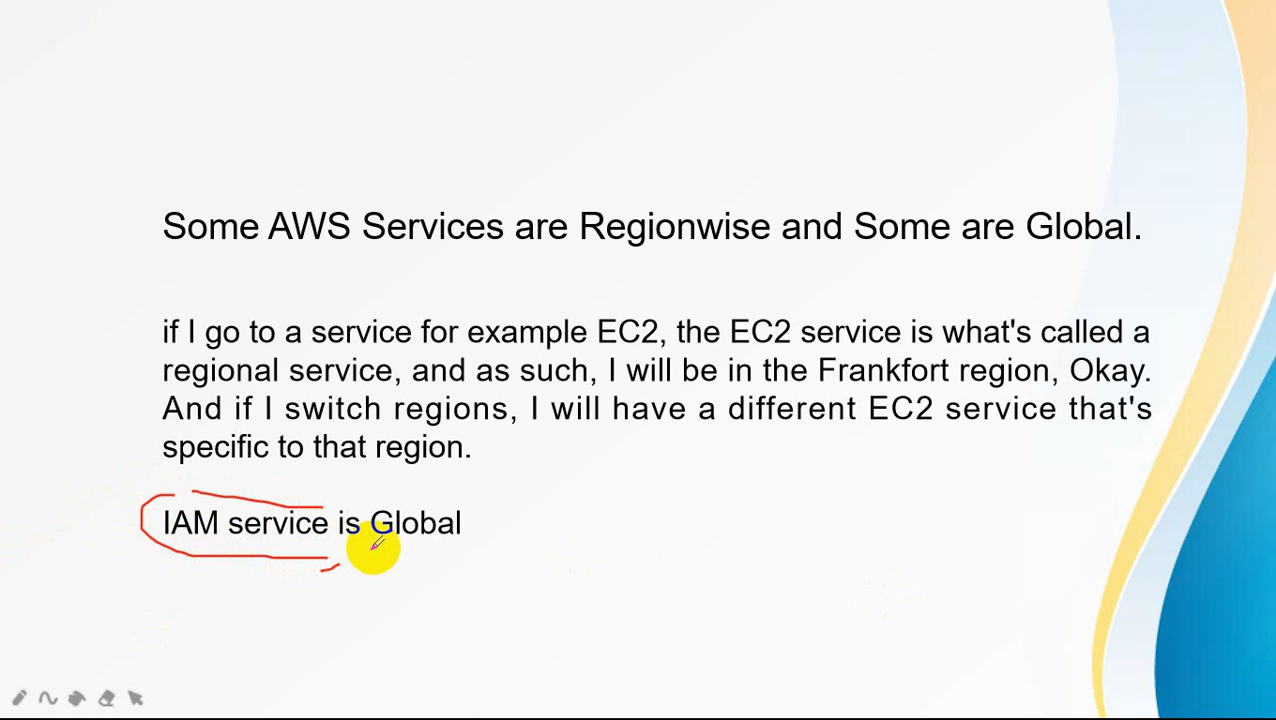 Some AWS Services are Regionwise and Some are Global.
if I go to a service for example EC2, the EC2 service is what's called a
regional service, and as such, I will be in the Frankfort region, Okay.
And if I switch regions, I will have a different EC2 service that's
specific to that region.
IAM service is Global